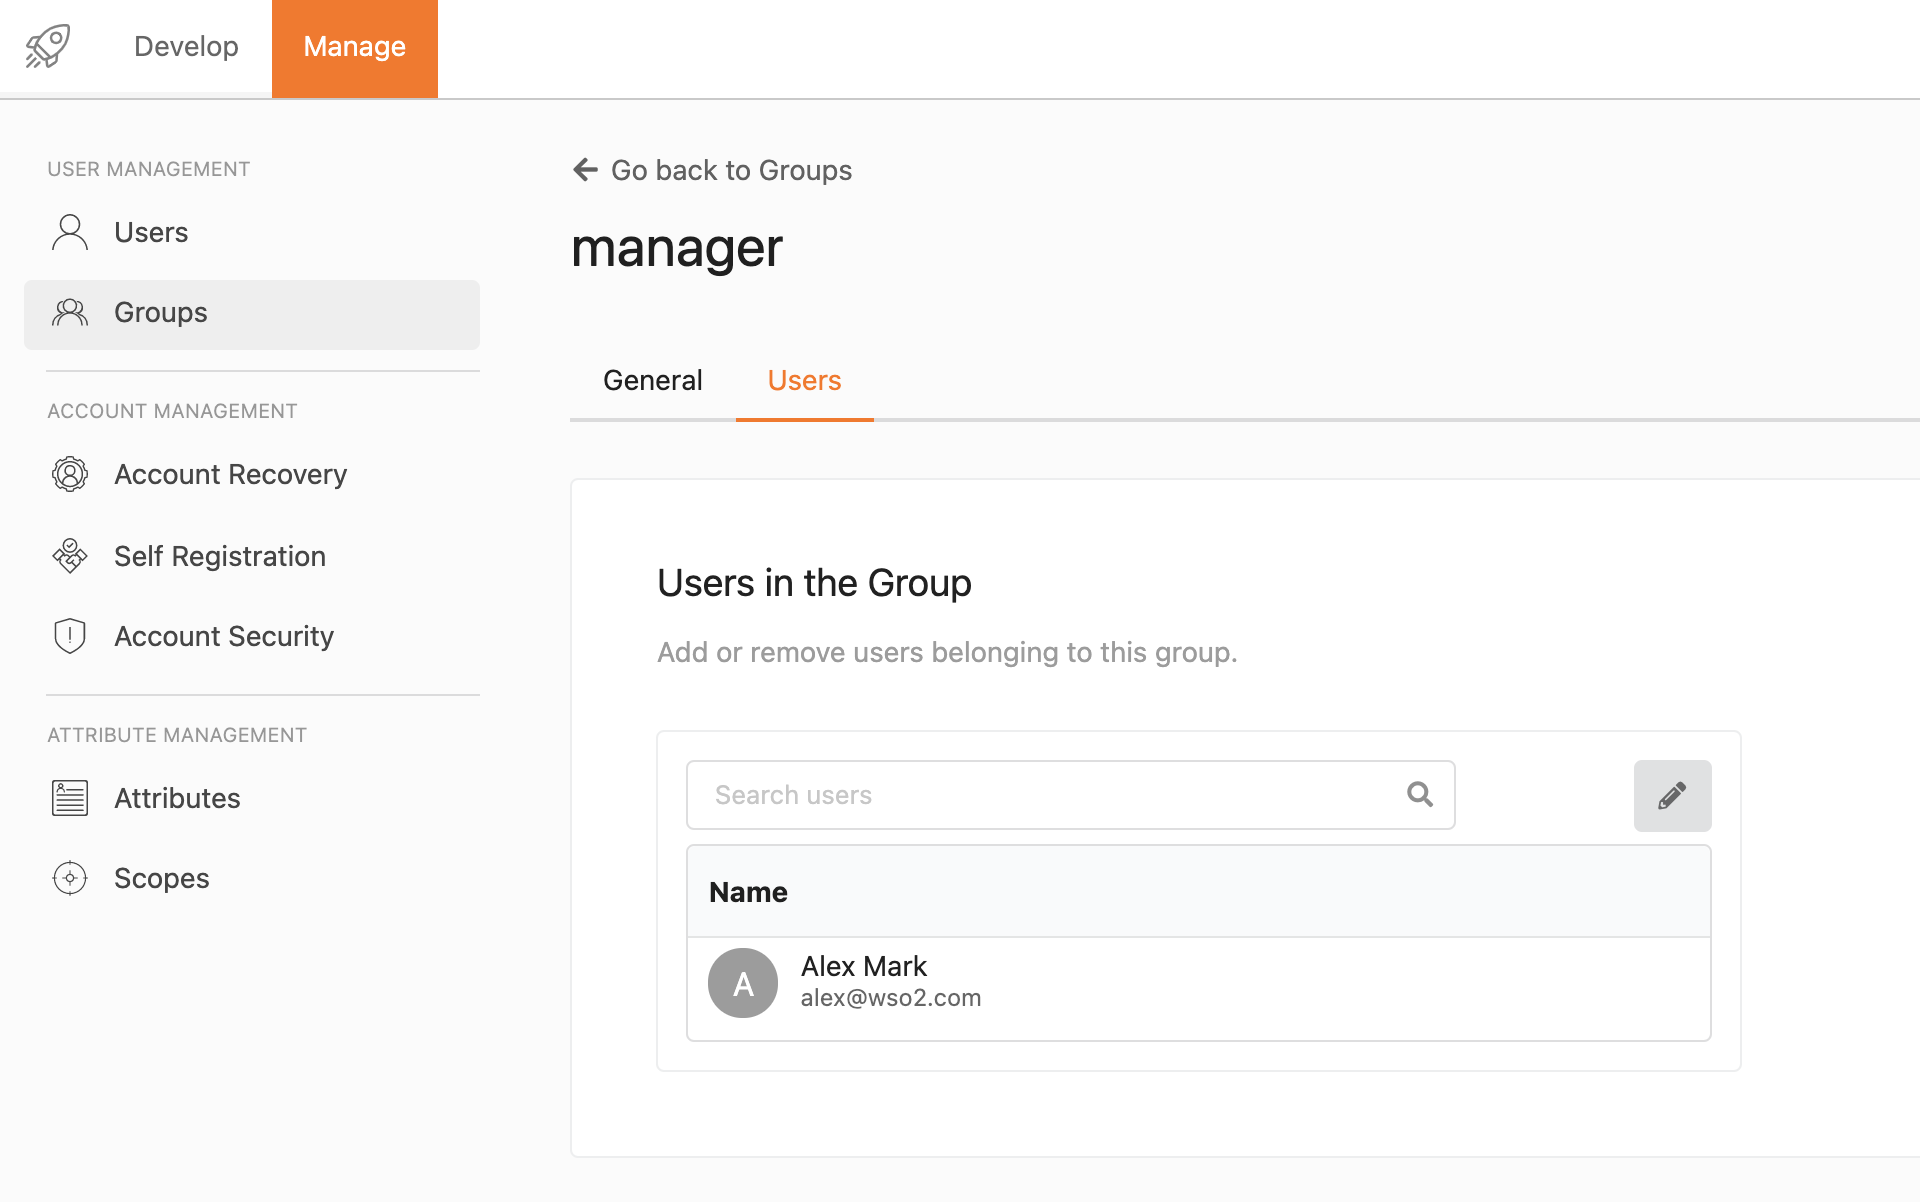 Develop
Manage
USER MANAGEMENT
Users
Groups
ACCOUNT MANAGEMENT
Account Recovery
Self Registration
Account Security
ATTRIBUTE MANAGEMENT
Attributes
Scopes
Go back to Groups
manager
General
Users
Users in the Group
Add or remove users belonging to this group.
Search users
Name
A
Alex Mark
alex@wso2.com